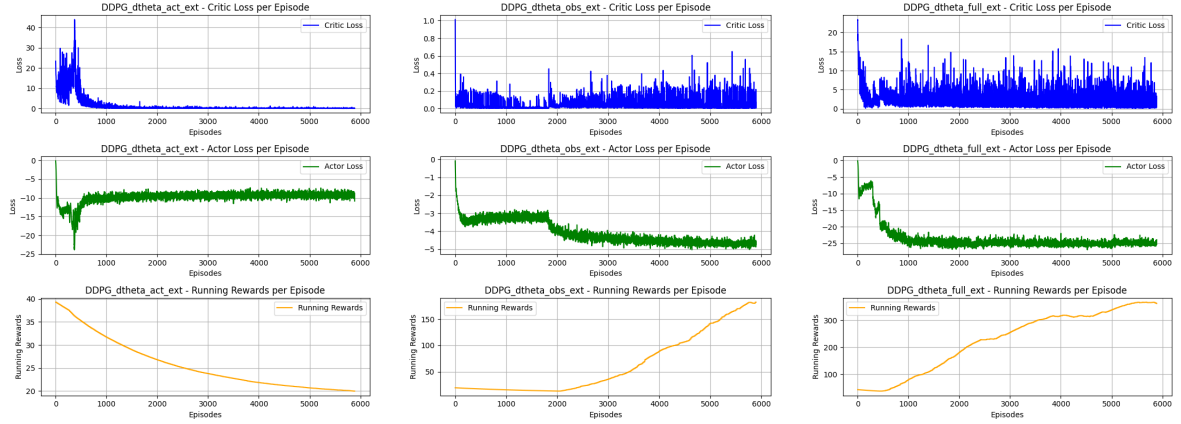 DDPG_dtheta_act_ext - Critic Loss per Episode
40
30
20
10
0
Loss
Critic Loss
0 1000 2000 3000 4000 5000 6000
Episodes
DDPG_dtheta_obs_ext - Critic Loss per Episode
1.0
0.8
0.6
0.4
0.2
0.0
Loss
Critic Loss
0 1000 2000 3000 4000 5000 6000
Episodes
DDPG_dtheta_full_ext - Critic Loss per Episode
20
15
10
5
0
Loss
Critic Loss
0 1000 2000 3000 4000 5000 6000
Episodes
DDPG_dtheta_act_ext - Actor Loss per Episode
0
−5
−10
−15
−20
−25
Loss
Actor Loss
0 1000 2000 3000 4000 5000 6000
Episodes
DDPG_dtheta_obs_ext - Actor Loss per Episode
0
−1
−2
−3
−4
−5
Loss
Actor Loss
0 1000 2000 3000 4000 5000 6000
Episodes
DDPG_dtheta_full_ext - Actor Loss per Episode
0
−5
−10
−15
−20
−25
Loss
Actor Loss
0 1000 2000 3000 4000 5000 6000
Episodes
DDPG_dtheta_act_ext - Running Rewards per Episode
40
35
30
25
20
Running Rewards
Running Rewards
0 1000 2000 3000 4000 5000 6000
Episodes
DDPG_dtheta_obs_ext - Running Rewards per Episode
150
100
50
Running Rewards
Running Rewards
0 1000 2000 3000 4000 5000 6000
Episodes
DDPG_dtheta_full_ext - Running Rewards per Episode
300
200
100
Running Rewards
Running Rewards
0 1000 2000 3000 4000 5000 6000
Episodes